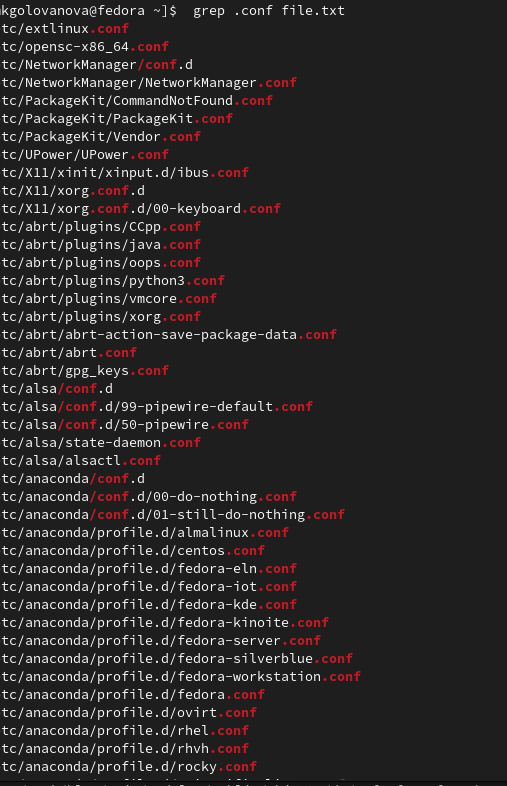 kgolovanova@fedora ~]$ grep .conf file.txt
tc/extlinux.conf
tc/opensc-x86_64.conf
tc/NetworkManager/conf.d
tc/NetworkManager/NetworkManager.conf
tc/PackageKit/CommandNotFound.conf
tc/PackageKit/PackageKit.conf
tc/PackageKit/Vendor.conf
tc/UPower/UPower.conf
tc/X11/xinit/xinput.d/ibus.conf
tc/X11/xorg.conf.d
tc/X11/xorg.conf.d/00-keyboard.conf
tc/abrt/plugins/CCpp.conf
tc/abrt/plugins/java.conf
tc/abrt/plugins/oops.conf
tc/abrt/plugins/python3.conf
tc/abrt/plugins/vmcore.conf
tc/abrt/plugins/xorg.conf
tc/abrt/abrt-action-save-package-data.conf
tc/abrt/abrt.conf
tc/abrt/gpg_keys.conf
tc/alsa/conf.d
tc/alsa/conf.d/99-pipewire-default.conf
tc/alsa/conf.d/50-pipewire.conf
tc/alsa/state-daemon.conf
tc/alsa/alsactl.conf
tc/anaconda/conf.d
tc/anaconda/conf.d/00-do-nothing.conf
tc/anaconda/conf.d/01-still-do-nothing.conf
tc/anaconda/profile.d/almalinux.conf
tc/anaconda/profile.d/centos.conf
tc/anaconda/profile.d/fedora-eln.conf
tc/anaconda/profile.d/fedora-iot.conf
tc/anaconda/profile.d/fedora-kde.conf
tc/anaconda/profile.d/fedora-kinoite.conf
tc/anaconda/profile.d/fedora-server.conf
tc/anaconda/profile.d/fedora-silverblue.conf
tc/anaconda/profile.d/fedora-workstation.conf
tc/anaconda/profile.d/fedora.conf
tc/anaconda/profile.d/ovirt.conf
tc/anaconda/profile.d/rhel.conf
tc/anaconda/profile.d/rhvh.conf
tc/anaconda/profile.d/rocky.conf